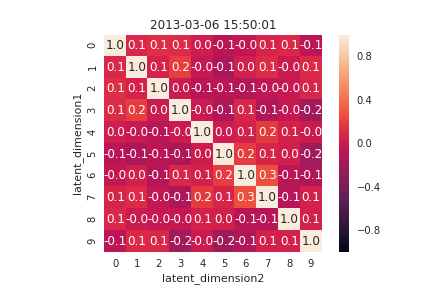 2013-03-06 15:50:01
0 1.0 0.1 0.1 0.1 0.0 -0.1 -0.0 0.1 0.1 -0.1
1 0.1 1.0 0.1 0.2 -0.0 -0.1 0.0 0.1 -0.0 0.1
2 0.1 0.1 1.0 0.0 -0.1 -0.1 -0.1 -0.0 -0.0 0.1
3 0.1 0.2 0.0 1.0 -0.0 -0.1 0.1 -0.1 -0.0 -0.2
4 0.0 -0.0 -0.1 -0.0 1.0 0.0 0.1 0.2 0.1 -0.0
5 -0.1 -0.1 -0.1 -0.1 0.0 1.0 0.2 0.1 0.0 -0.2
6 -0.0 0.0 -0.1 0.1 0.1 0.2 1.0 0.3 -0.1 -0.1
7 0.1 0.1 -0.0 -0.1 0.2 0.1 0.3 1.0 -0.1 0.1
8 0.1 -0.0 -0.0 -0.0 0.1 0.0 -0.1 -0.1 1.0 0.1
9 -0.1 0.1 0.1 -0.2 -0.0 -0.2 -0.1 0.1 0.1 1.0
0 1 2 3 4 5 6 7 8 9
latent_dimension2
latent_dimension1
0.8
0.4
0.0
-0.4
-0.8